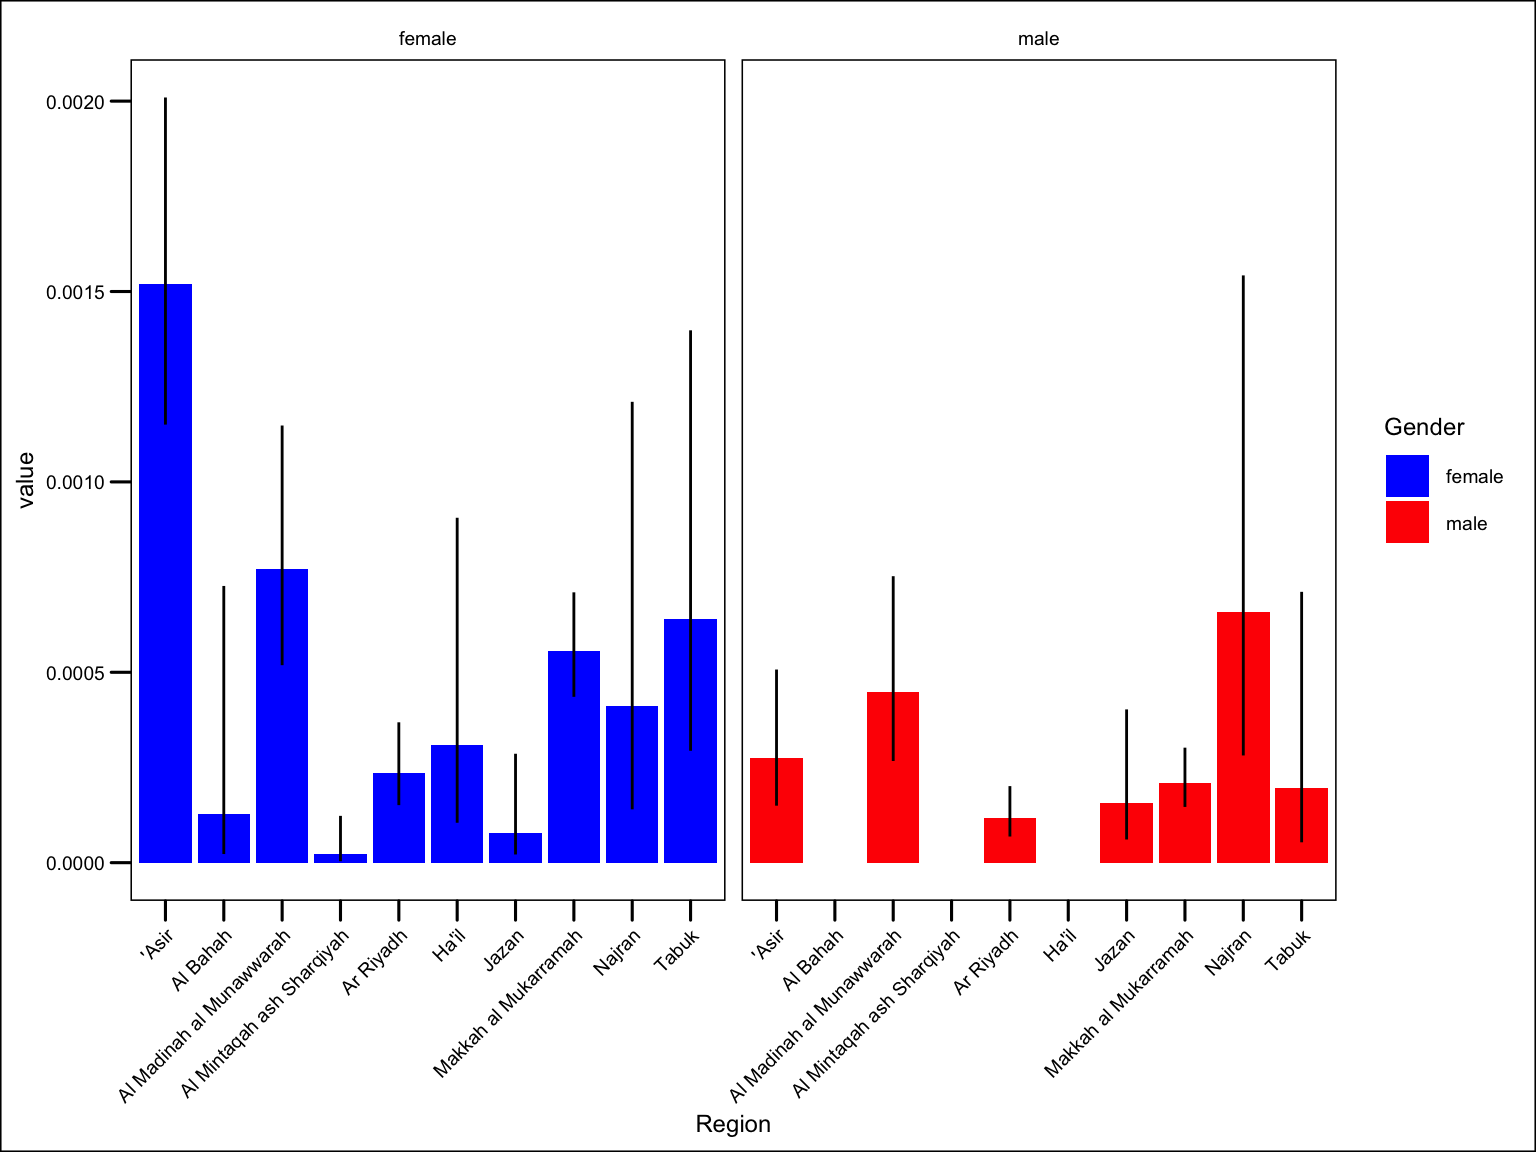 female
male
value
0.0020
0.0015
0.0010
0.0005
0.0000
'Asir
Al Bahah
Al Madinah al Munawwarah
Al Mintaqah ash Sharqiyah
Ar Riyadh
Ha'il
Jazan
Makkah al Mukarramah
Najran
Tabuk
'Asir
Al Bahah
Al Madinah al Munawwarah
Al Mintaqah ash Sharqiyah
Ar Riyadh
Ha'il
Jazan
Makkah al Mukarramah
Najran
Tabuk
Region
Gender
female
male